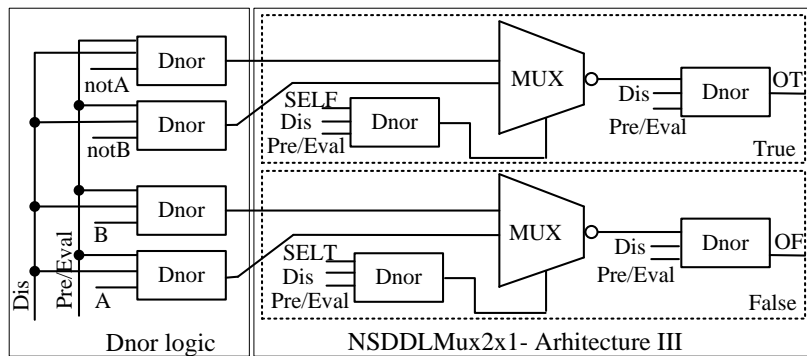 Dnor
notA
Dnor
notB
Dnor
B
Dnor
A
Dis
Pre/Eval
Dnor logic
MUX
SELF
Dis
Pre/Eval
Dnor
Dis
Pre/Eval
Dnor
OT
True
MUX
SELT
Dis
Pre/Eval
Dnor
Dis
Pre/Eval
Dnor
OF
False
NSDDLMux2x1- Arhitecture III